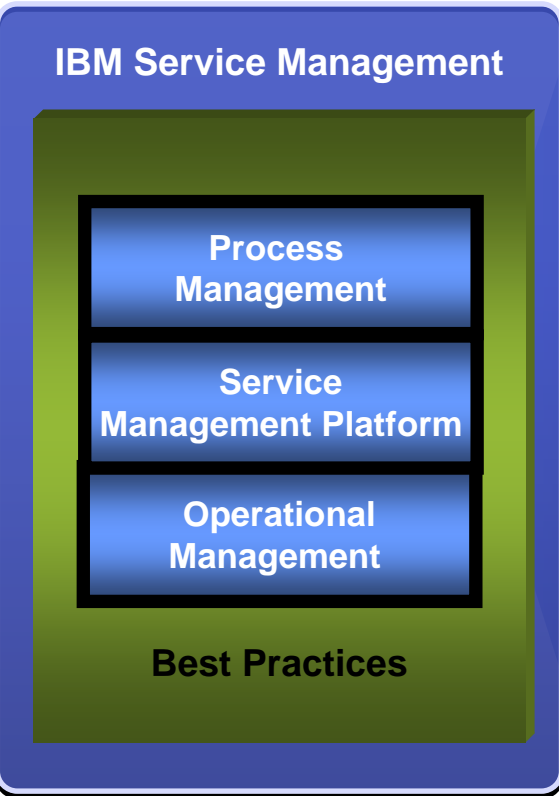 IBM Service Management
Process
Management
Service
Management Platform
Operational
Management
Best Practices